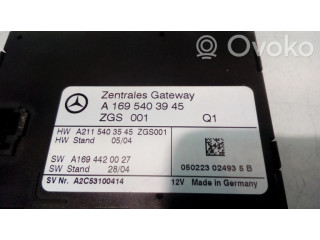 © ovoko.lt
Zentrales Gateway
A 169 540 39 45
ZGS 001 Q1
HW A211 540 35 45 ZGS001
HW Stand 05/04
SW A169 442 00 27
SW Stand 28/04
050223 02493 5 B
SV Nr. A2C53100414 12V Made in Germany